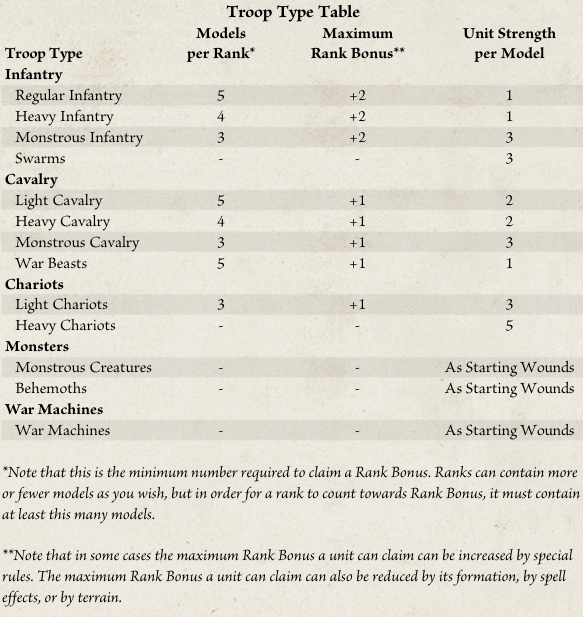 Troop Type Table
Models Maximum Unit Strength
Troop Type per Rank* Rank Bonus** per Model
Infantry
Regular Infantry 5 +2 1
Heavy Infantry 4 +2 1
Monstrous Infantry 3 +2 3
Swarms - - 3
Cavalry
Light Cavalry 5 +1 2
Heavy Cavalry 4 +1 2
Monstrous Cavalry 3 +1 3
War Beasts 5 +1 1
Chariots
Light Chariots 3 +1 3
Heavy Chariots - - 5
Monsters
Monstrous Creatures - - As Starting Wounds
Behemoths - - As Starting Wounds
War Machines
War Machines - - As Starting Wounds
*Note that this is the minimum number required to claim a Rank Bonus. Ranks can contain more
or fewer models as you wish, but in order for a rank to count towards Rank Bonus, it must contain
at least this many models.
**Note that in some cases the maximum Rank Bonus a unit can claim can be increased by special
rules. The maximum Rank Bonus a unit can claim can also be reduced by its formation, by spell
effects, or by terrain.